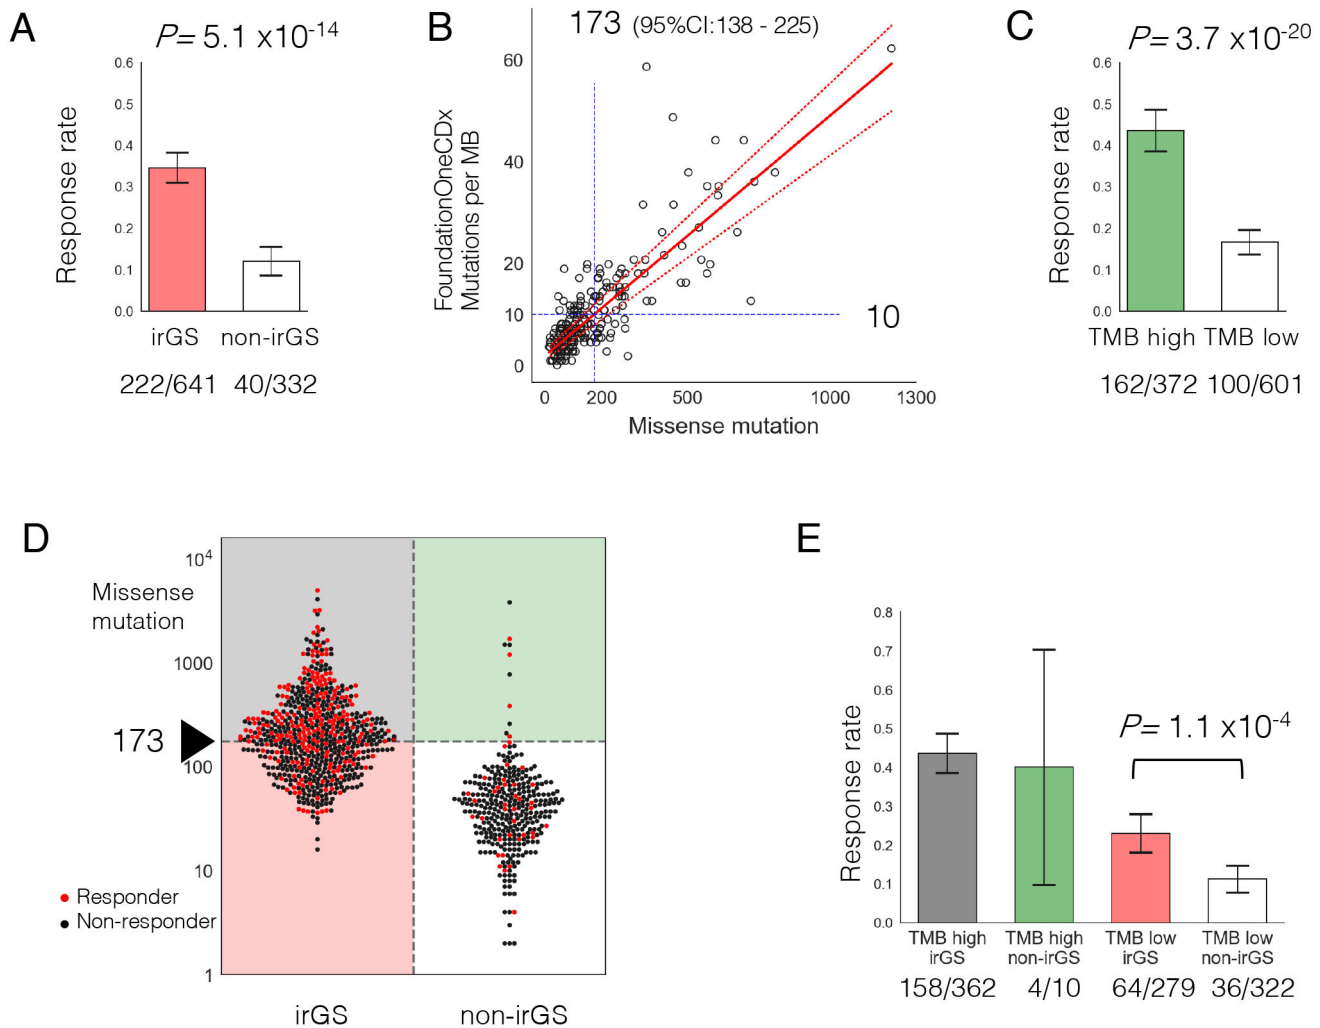 A
P= 5.1 x10-14
Response rate
0.6
0.5
0.4
0.3
0.2
0.1
0.0
irGS non-irGS
222/641 40/332
B
173 (95%CI:138 - 225)
FoundationOneCDx
Mutations per MB
60
40
20
10
0
10
0 200 500 1000 1300
Missense mutation
C
P= 3.7 x10-20
Response rate
0.6
0.5
0.4
0.3
0.2
0.1
0.0
TMB high TMB low
162/372 100/601
D
Missense
mutation
10^4
1000
173
100
10
1
Responder
Non-responder
irGS non-irGS
E
P= 1.1 x10-4
Response rate
0.8
0.7
0.6
0.5
0.4
0.3
0.2
0.1
0.0
TMB high TMB high TMB low TMB low
irGS non-irGS irGS non-irGS
158/362 4/10 64/279 36/322